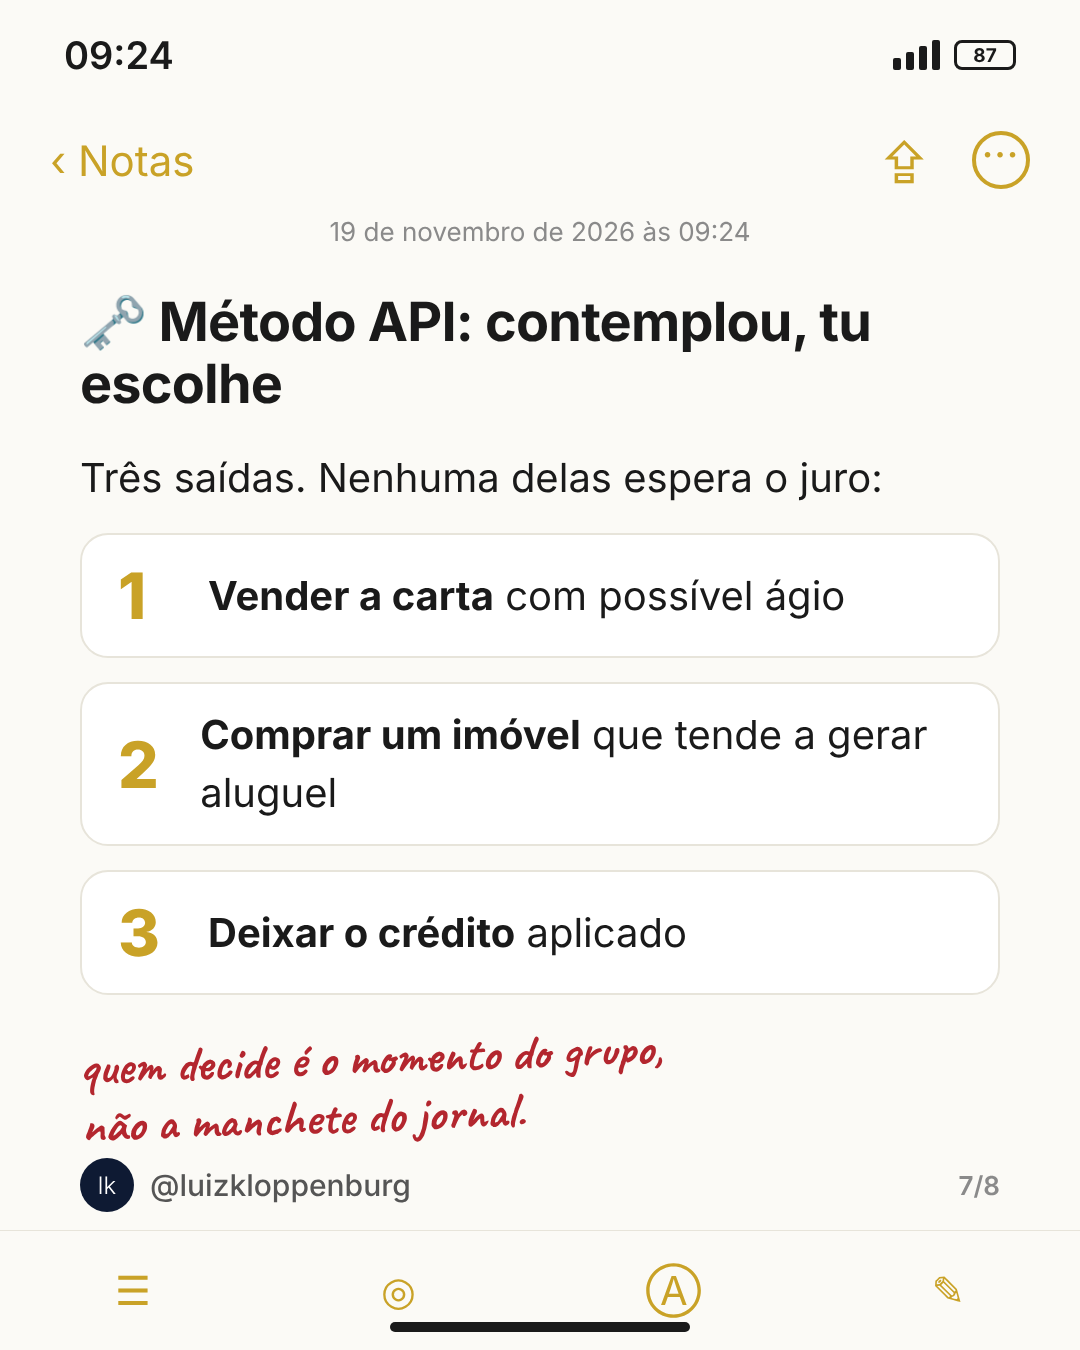 09:24
87
‹ Notas
19 de novembro de 2026 às 09:24
🗝️ Método API: contemplou, tu
escolhe
Três saídas. Nenhuma delas espera o juro:
1 Vender a carta com possível ágio
2 Comprar um imóvel que tende a gerar
aluguel
3 Deixar o crédito aplicado
quem decide é o momento do grupo,
não a manchete do jornal.
lk @luizkloppenburg 7/8
A